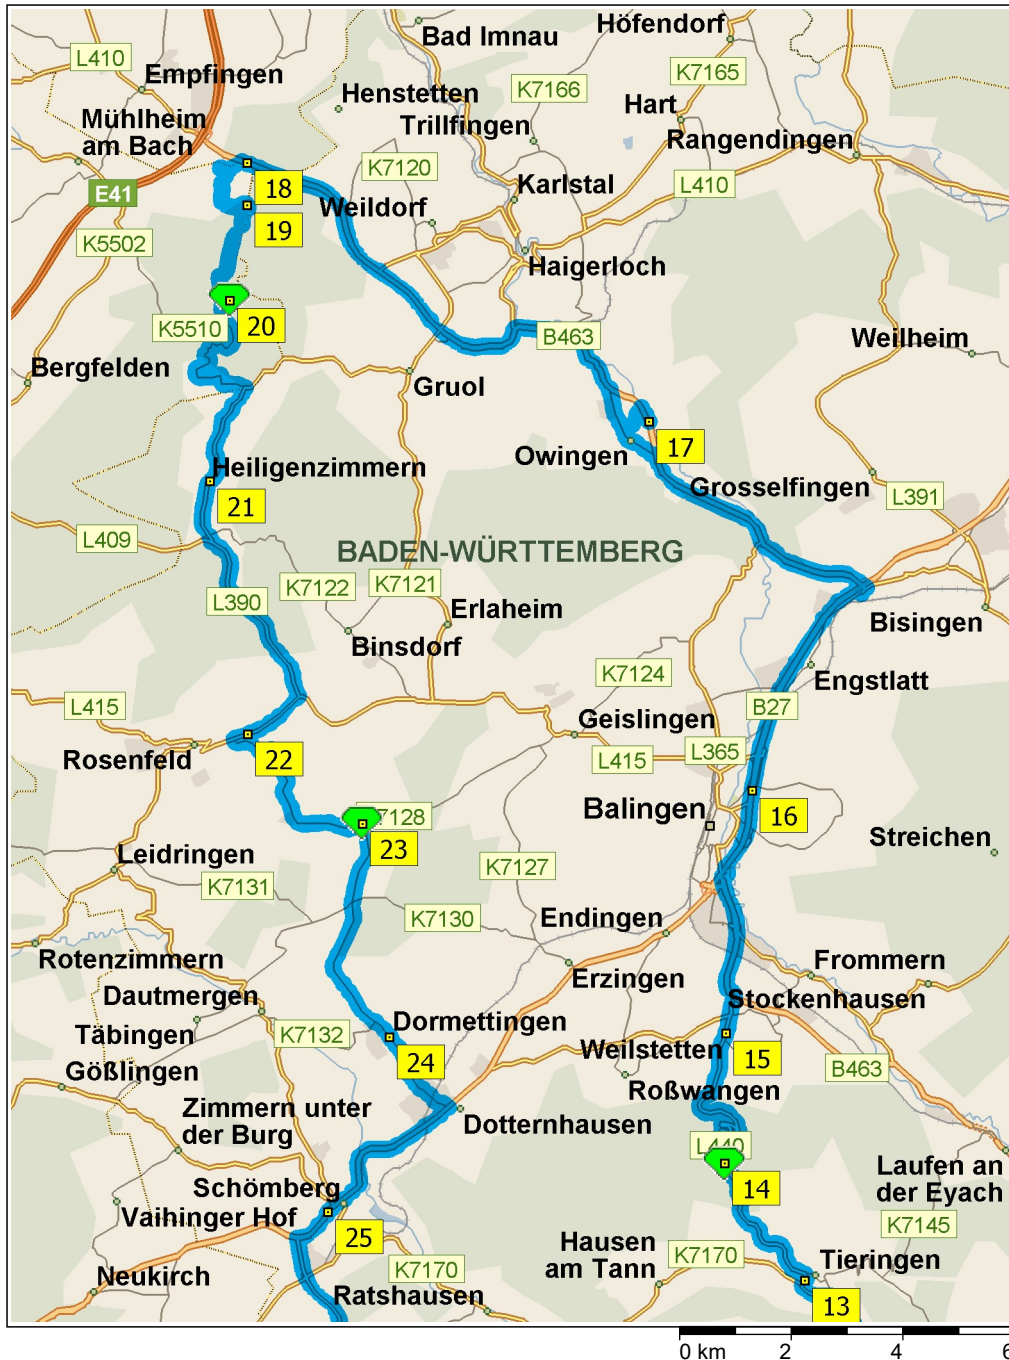 Bad Imnau
Höfendorf
L410
Empfingen
K7165
K7166
Henstetten
Hart
Mühlheim
am Bach
Trillfingen
Rangendingen
K7120
18
Karlstal
L410
E41
Weildorf
19
K5502
Haigerloch
20
K5510
B463
Weilheim
Bergfelden
Gruol
17
Owingen
Heiligenzimmern
Grosselfingen
21
L391
L409
BADEN-WÜRTTEMBERG
K7122
K7121
L390
Erlaheim
Bisingen
Binsdorf
K7124
Engstlatt
L415
B27
Geislingen
Rosenfeld
22
L415
L365
Balingen
16
7128
Streichen
23
Leidringen
K7127
K7131
K7130
Endingen
Rotenzimmern
Frommern
Erzingen
Dautmergen
Stockenhausen
Täbingen
Dormettingen
K7132
Weilstetten
15
Gößlingen
24
B463
Roßwangen
Zimmern unter
der Burg
Dotternhausen
L440
Laufen an
der Eyach
14
Schömberg
Vaihinger Hof
25
K7145
Hausen
am Tann
K7170
Tieringen
Neukirch
K7170
Ratshausen
13
0 km 2 4 6